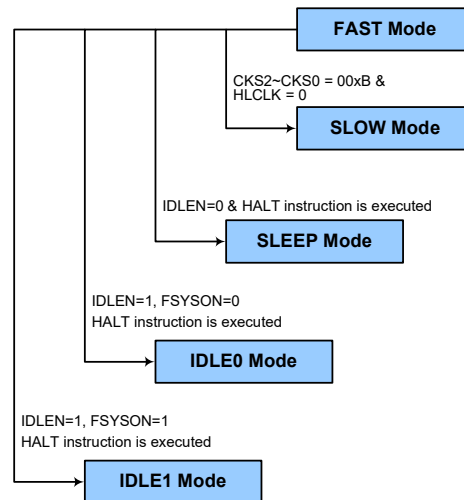 FAST Mode
CKS2~CKS0 = 00xB &
HLCLK = 0
SLOW Mode
IDLEN=0 & HALT instruction is executed
SLEEP Mode
IDLEN=1, FSYSON=0
HALT instruction is executed
IDLE0 Mode
IDLEN=1, FSYSON=1
HALT instruction is executed
IDLE1 Mode